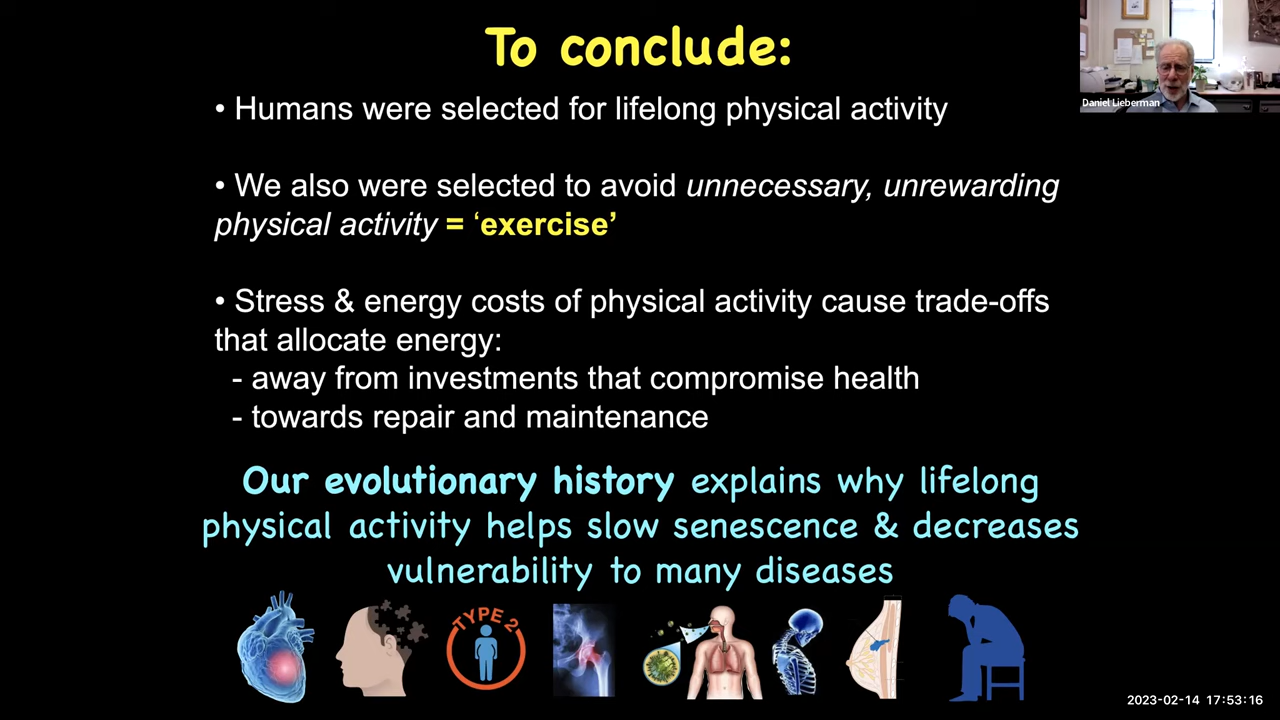 To conclude:
Daniel Lieberman
• Humans were selected for lifelong physical activity
• We also were selected to avoid unnecessary, unrewarding
physical activity = ‘exercise’
• Stress & energy costs of physical activity cause trade-offs
that allocate energy:
- away from investments that compromise health
- towards repair and maintenance
Our evolutionary history explains why lifelong
physical activity helps slow senescence & decreases
vulnerability to many diseases
TYPE 2
2023-02-14 17:53:16